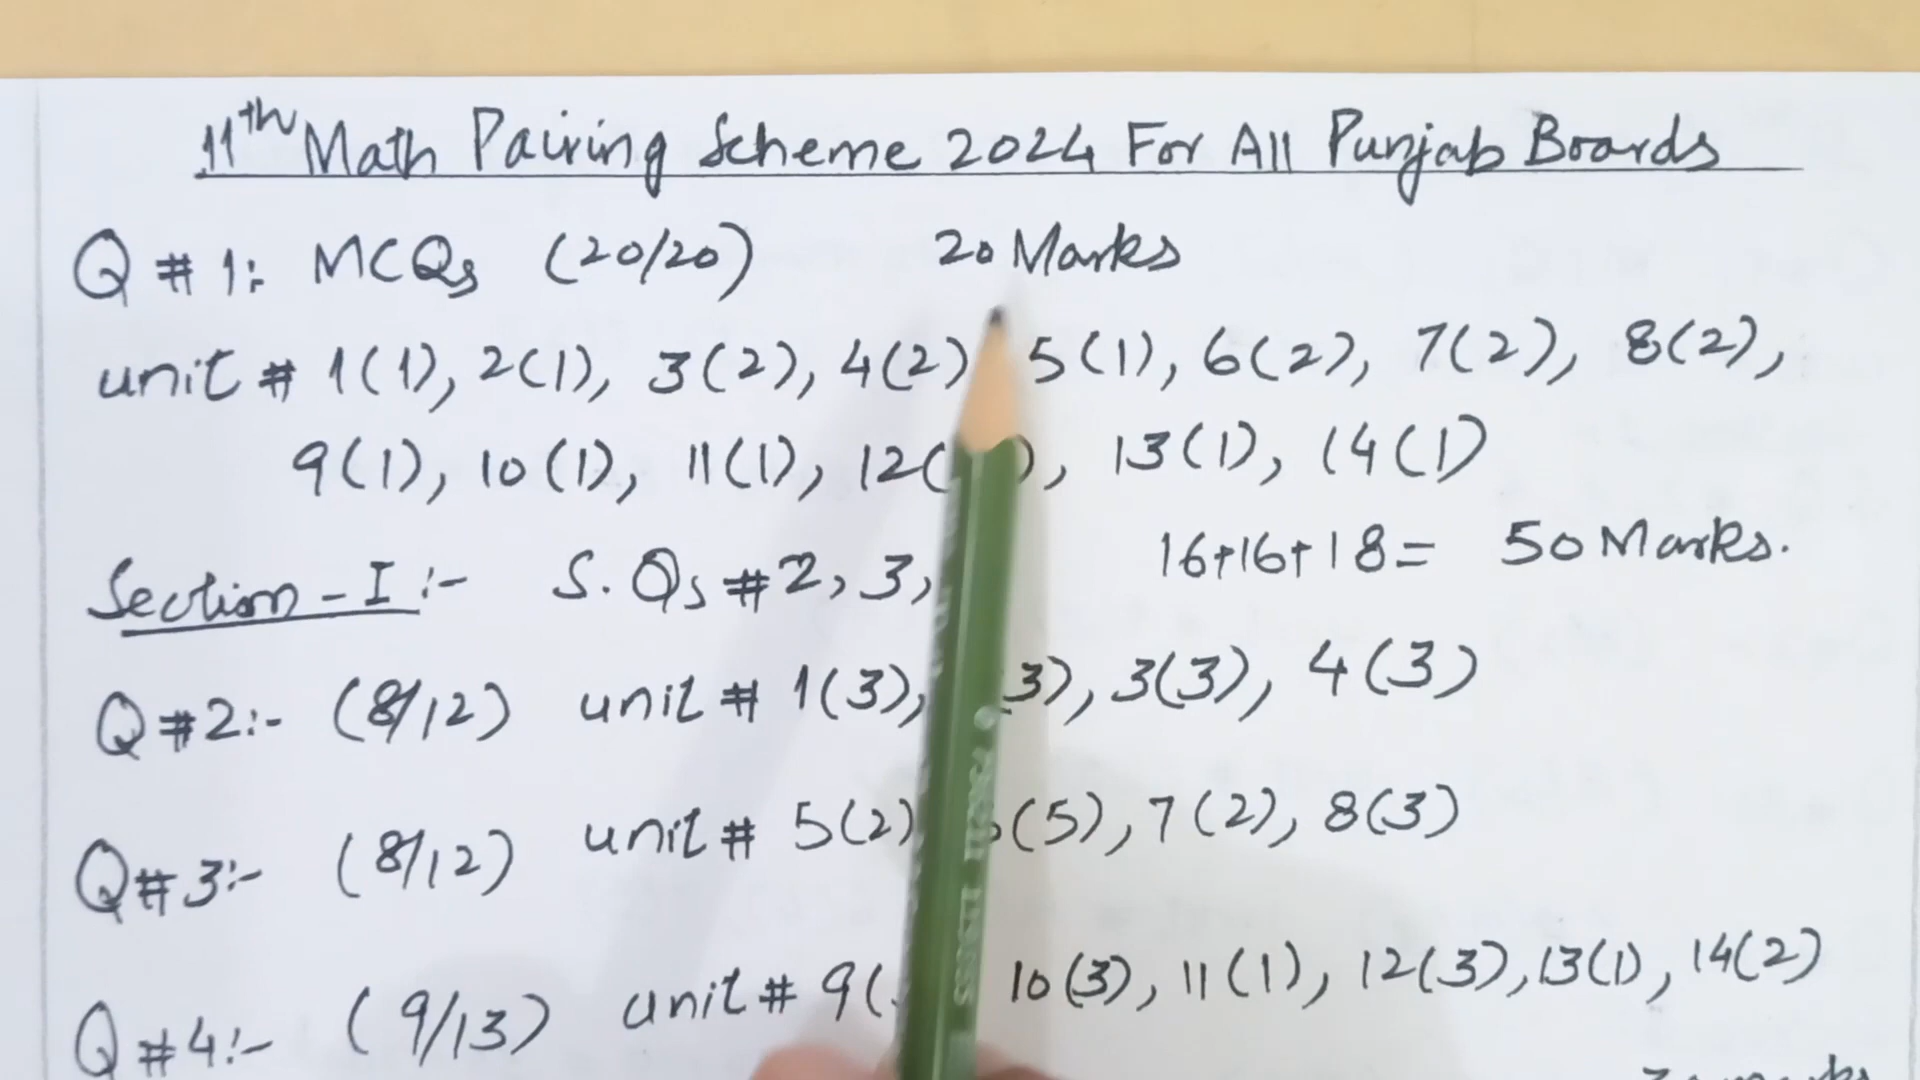 11th Math Pairing Scheme 2024 For All Punjab Boards
Q # 1:- MCQs (20/20) 20 Marks
unit # 1(1), 2(1), 3(2), 4(2) 5(1), 6(2), 7(2), 8(2),
9(1), 10(1), 11(1), 12( ), 13(1), 14(1)
Section - I :- S.Qs # 2, 3, 16+16+18= 50 Marks.
Q #2:- (8/12) unit # 1(3), 3), 3(3), 4(3)
Q #3:- (8/12) unit # 5(2) (5), 7(2), 8(3)
Q #4:- (9/13) unit # 9( 10(3), 11(1), 12(3), 13(1), 14(2)